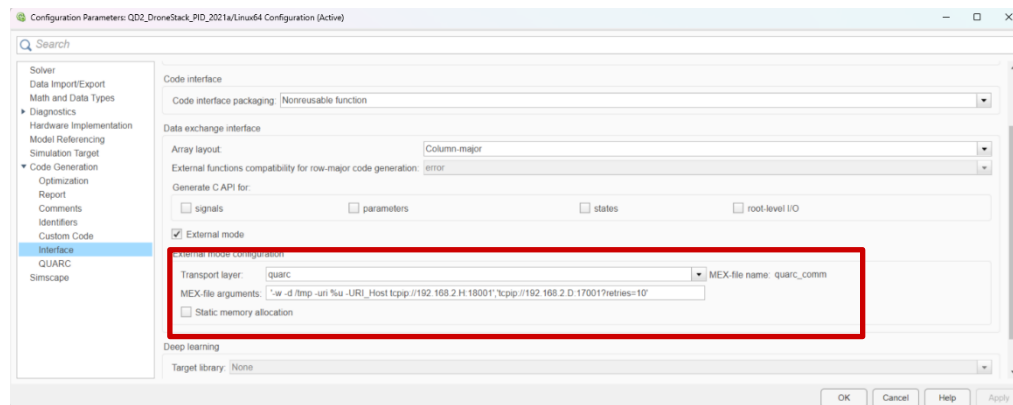 Configuration Parameters: QD2_DroneStack_PID_2021a/Linux64 Configuration (Active)
Search
Solver
Data Import/Export
Math and Data Types
Diagnostics
Hardware Implementation
Model Referencing
Simulation Target
Code Generation
Optimization
Report
Comments
Identifiers
Custom Code
Interface
QUARC
Simscape
Code interface
Code interface packaging: Nonreusable function
Data exchange interface
Array layout: Column-major
External functions compatibility for row-major code generation: error
Generate C API for:
signals parameters states root-level I/O
External mode
External mode configuration
Transport layer: quarc MEX-file name: quarc_comm
MEX-file arguments: '-w -d /tmp -uri %u -URI_Host tcpip://192.168.2.H:18001','tcpip://192.168.2.D:17001?retries=10'
Static memory allocation
Deep learning
Target library: None
OK Cancel Help Apply